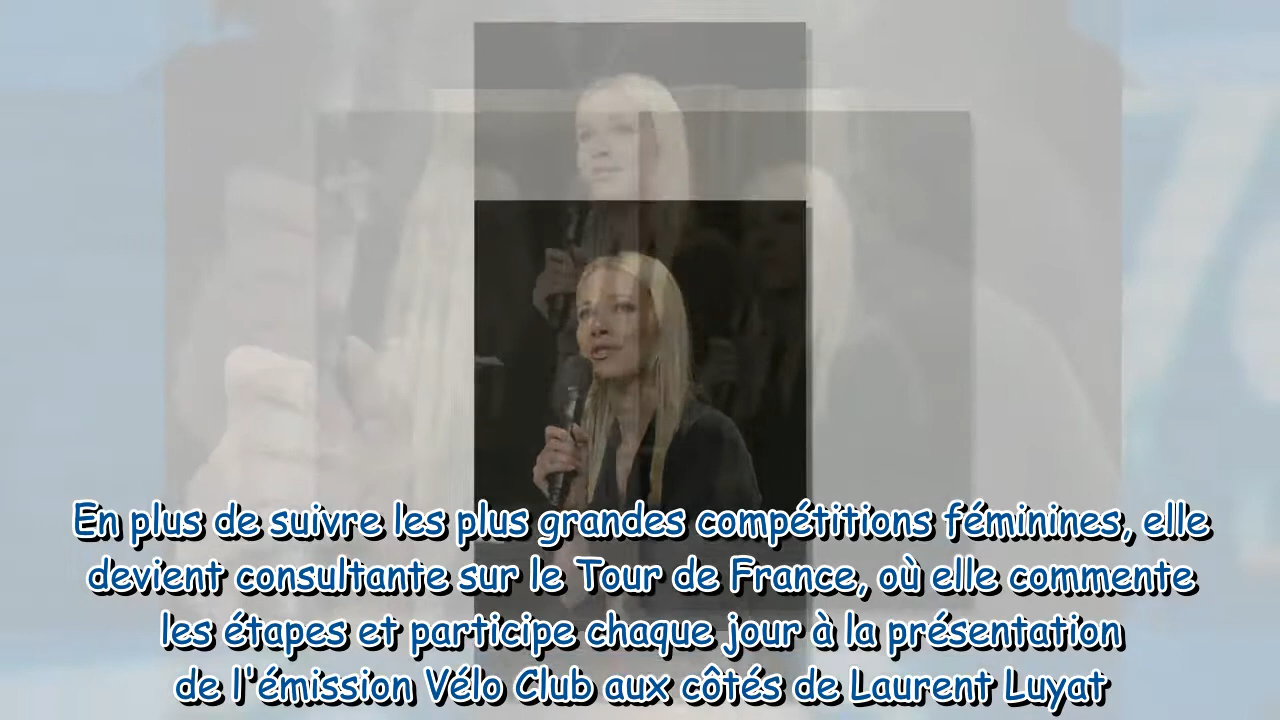 En plus de suivre les plus grandes compétitions féminines, elle
devient consultante sur le Tour de France, où elle commente
les étapes et participe chaque jour à la présentation
de l'émission Vélo Club aux côtés de Laurent Luyat